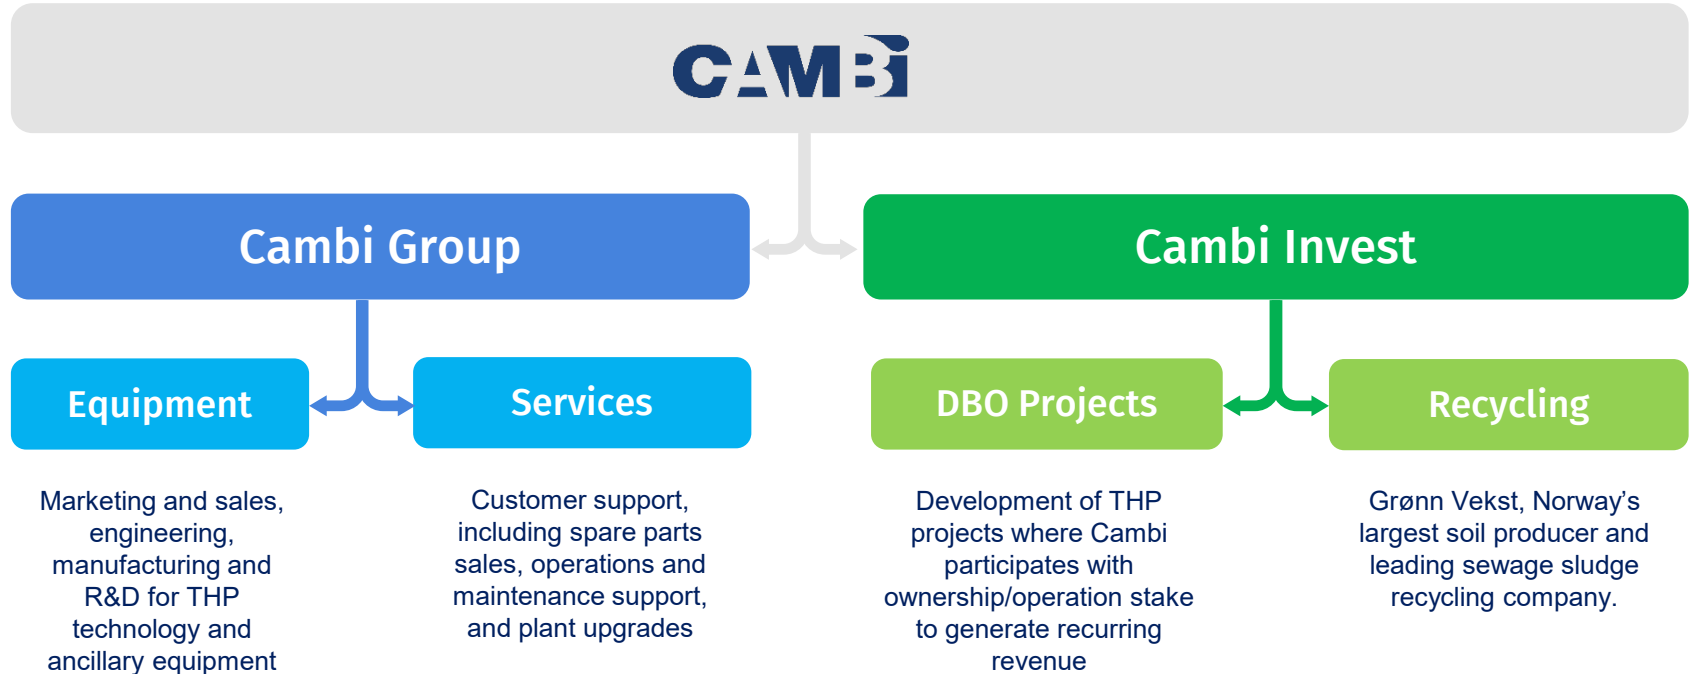 CAMBi
Cambi Group
Cambi Invest
Equipment
Services
DBO Projects
Recycling
Marketing and sales,
engineering,
manufacturing and
R&D for THP
technology and
ancillary equipment
Customer support,
including spare parts
sales, operations and
maintenance support,
and plant upgrades
Development of THP
projects where Cambi
participates with
ownership/operation stake
to generate recurring
revenue
Grønn Vekst, Norway’s
largest soil producer and
leading sewage sludge
recycling company.